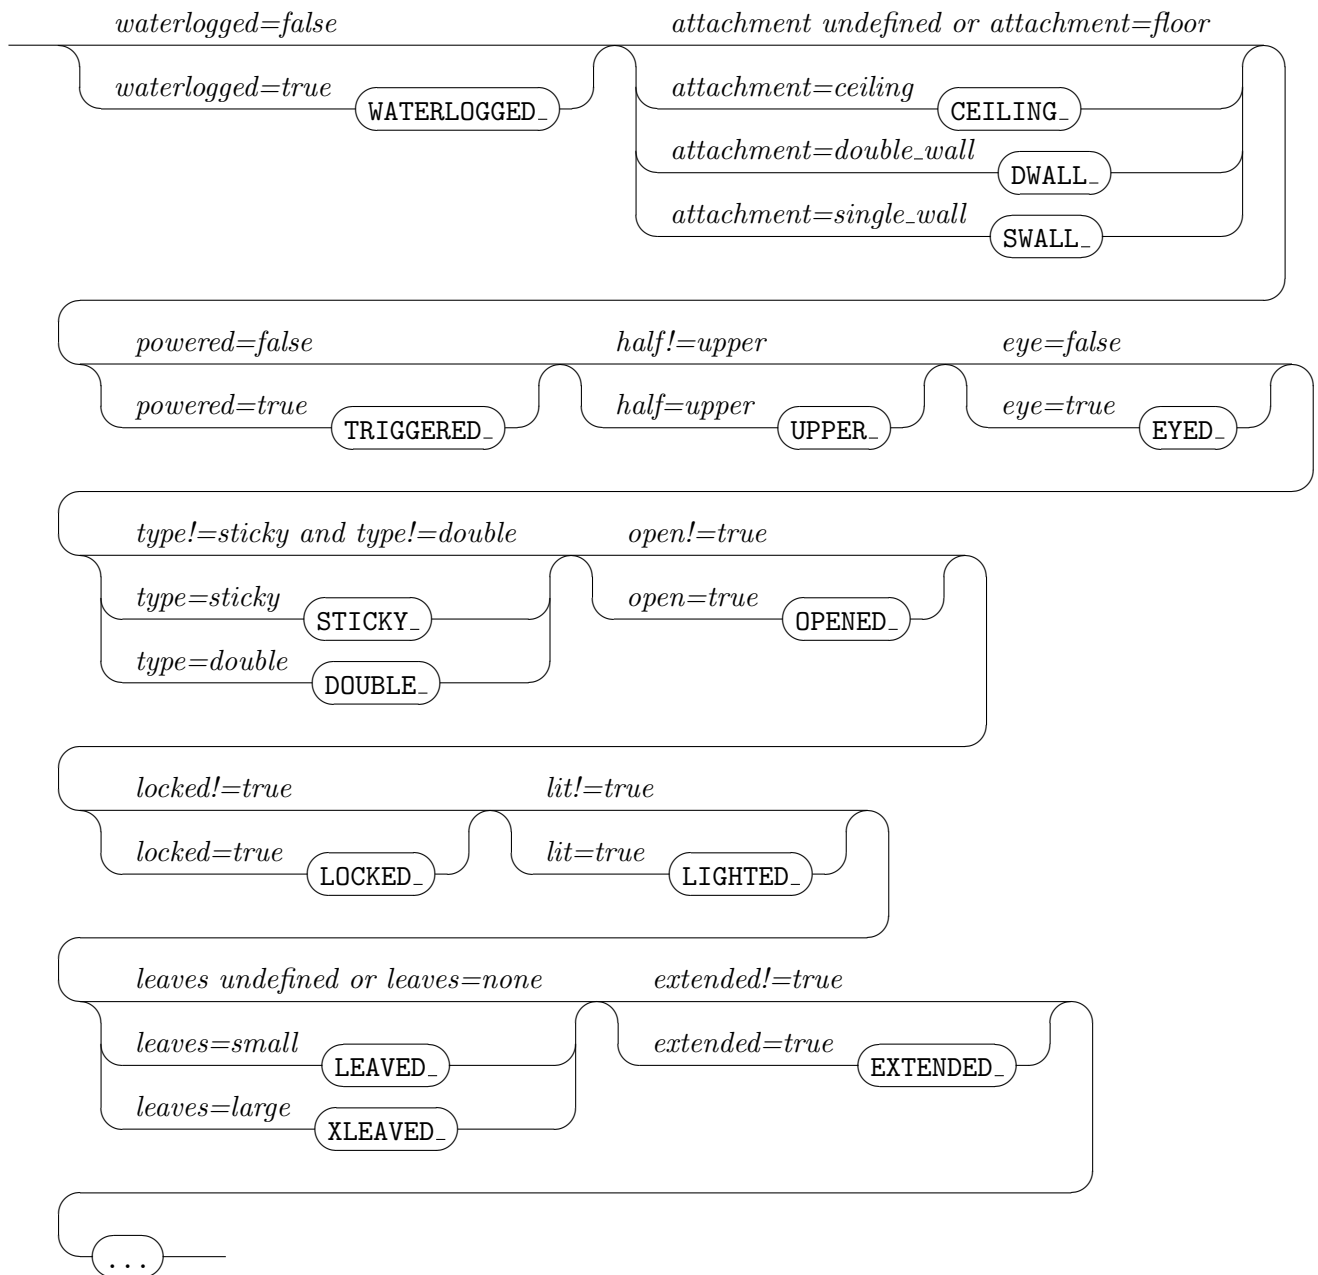 waterlogged=false attachment undefined or attachment=floor
waterlogged=true WATERLOGGED_ attachment=ceiling CEILING_
attachment=double_wall DWALL_
attachment=single_wall SWALL_
powered=false half!=upper eye=false
powered=true TRIGGERED_ half=upper UPPER_ eye=true EYED_
type!=sticky and type!=double open!=true
type=sticky STICKY_ open=true OPENED_
type=double DOUBLE_
locked!=true lit!=true
locked=true LOCKED_ lit=true LIGHTED_
leaves undefined or leaves=none extended!=true
leaves=small LEAVED_ extended=true EXTENDED_
leaves=large XLEAVED_
...